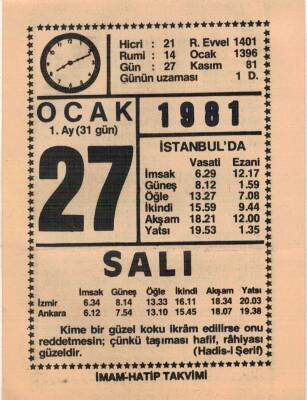 Hicri : 21 R. Evvel 1401
Rumi : 14 Ocak 1396
Gün : 27 Kasım 81
Günün uzaması 1 D.
OCAK
1. Ay (31 gün)
27
1981
İSTANBUL'DA
Vasati Ezani
İmsak 6.29 12.17
Güneş 8.12 1.59
Öğle 13.27 7.08
İkindi 15.59 9.44
Akşam 18.21 12.00
Yatsı 19.53 1.35
SALI
İmsak Güneş Öğle İkindi Akşam Yatsı
İzmir 6.34 8.14 13.33 16.11 18.34 20.03
Ankara 6.12 7.54 13.10 15.45 18.07 19.38
Kime bir güzel koku ikrâm edilirse onu
reddetmesin; çünkü taşıması hafif, râhiyası
güzeldir. (Hadis-i Şerif)
İMAM-HATİP TAKVİMİ